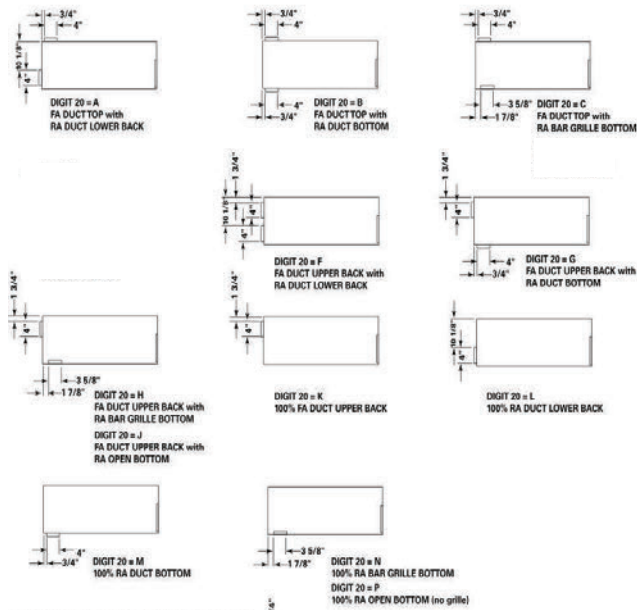 3/4"
4"
10 1/8"
4"
DIGIT 20 = A
FA DUCT TOP with
RA DUCT LOWER BACK
3/4"
4"
4"
3/4"
DIGIT 20 = B
FA DUCT TOP with
RA DUCT BOTTOM
3/4"
4"
3 5/8"
1 7/8"
DIGIT 20 = C
FA DUCT TOP with
RA BAR GRILLE BOTTOM
1 3/4"
10 1/8"
4"
4"
DIGIT 20 = F
FA DUCT UPPER BACK with
RA DUCT LOWER BACK
1 3/4"
4"
4"
3/4"
DIGIT 20 = G
FA DUCT UPPER BACK with
RA DUCT BOTTOM
1 3/4"
4"
3 5/8"
1 7/8"
DIGIT 20 = H
FA DUCT UPPER BACK with
RA BAR GRILLE BOTTOM
DIGIT 20 = J
FA DUCT UPPER BACK with
RA OPEN BOTTOM
1 3/4"
4"
DIGIT 20 = K
100% FA DUCT UPPER BACK
10 1/8"
4"
DIGIT 20 = L
100% RA DUCT LOWER BACK
4"
3/4"
DIGIT 20 = M
100% RA DUCT BOTTOM
3 5/8"
1 7/8"
DIGIT 20 = N
100% RA BAR GRILLE BOTTOM
DIGIT 20 = P
100% RA OPEN BOTTOM (no grille)